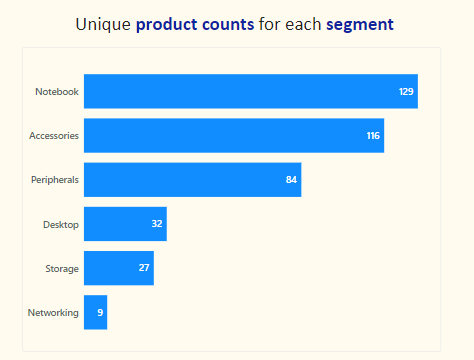 Unique product counts for each segment
Notebook 129
Accessories 116
Peripherals 84
Desktop 32
Storage 27
Networking 9